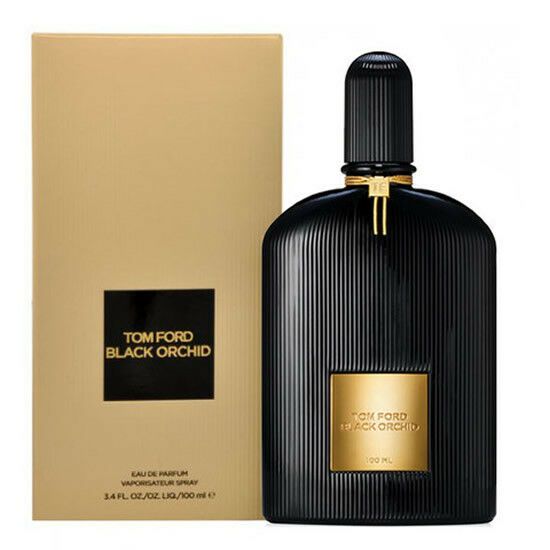 TOM FORD
BLACK ORCHID
EAU DE PARFUM
VAPORISATEUR SPRAY
3.4 FL. OZ./OZ. LIQ./100 ml ℮
TF
TOM FORD
BLACK ORCHID
100 ML